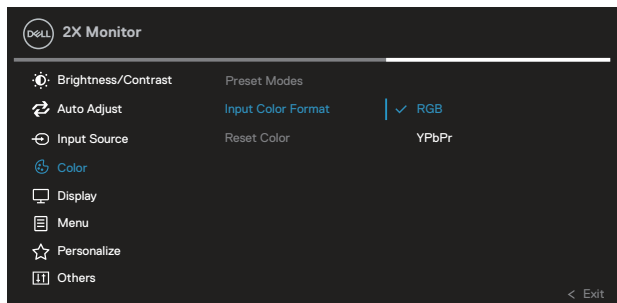 DELL 2X Monitor
Brightness/Contrast Preset Modes
Auto Adjust Input Color Format RGB
Input Source Reset Color YPbPr
Color
Display
Menu
Personalize
Others
< Exit